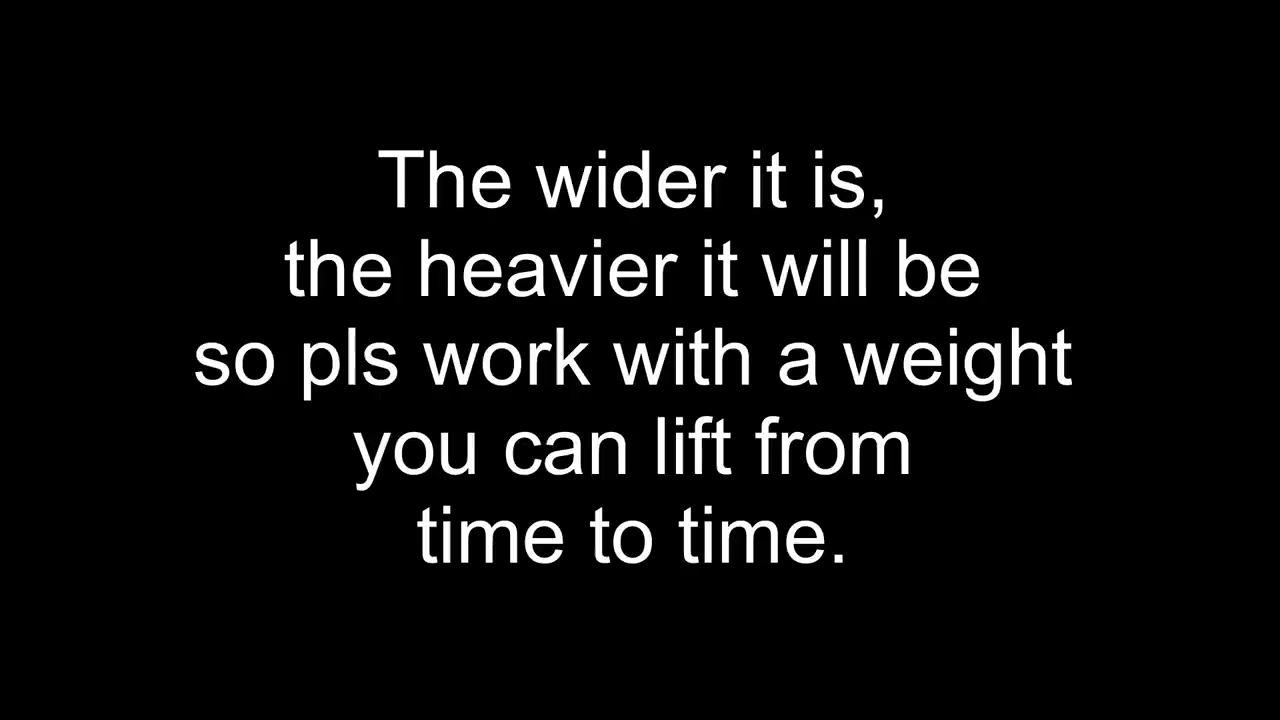 The wider it is,
the heavier it will be
so pls work with a weight
you can lift from
time to time.